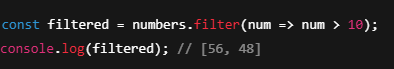 const filtered = numbers.filter(num => num > 10);
console.log(filtered); // [56, 48]